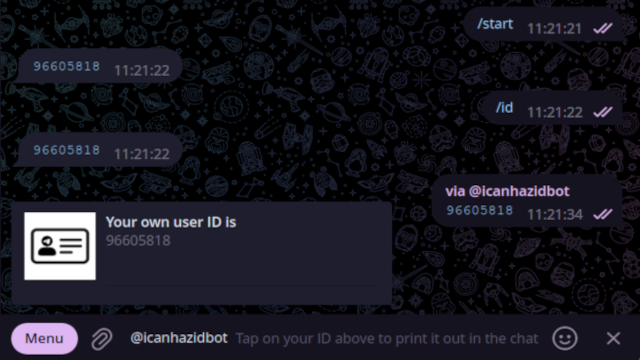 /start 11:21:21
96605818 11:21:22
/id 11:21:22
96605818 11:21:22
via @icanhazidbot
96605818 11:21:34
Your own user ID is
96605818
Menu @icanhazidbot Tap on your ID above to print it out in the chat